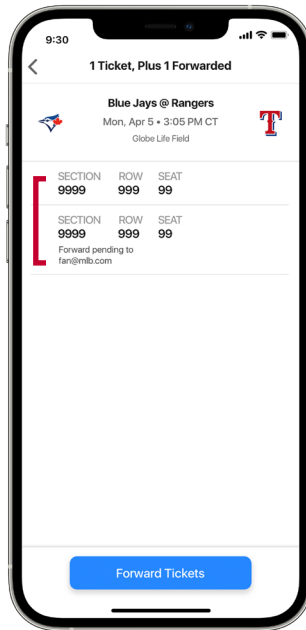 9:30
1 Ticket, Plus 1 Forwarded
Blue Jays @ Rangers
Mon, Apr 5 • 3:05 PM CT
Globe Life Field
T
SECTION ROW SEAT
9999 999 99
SECTION ROW SEAT
9999 999 99
Forward pending to
fan@mlb.com
Forward Tickets